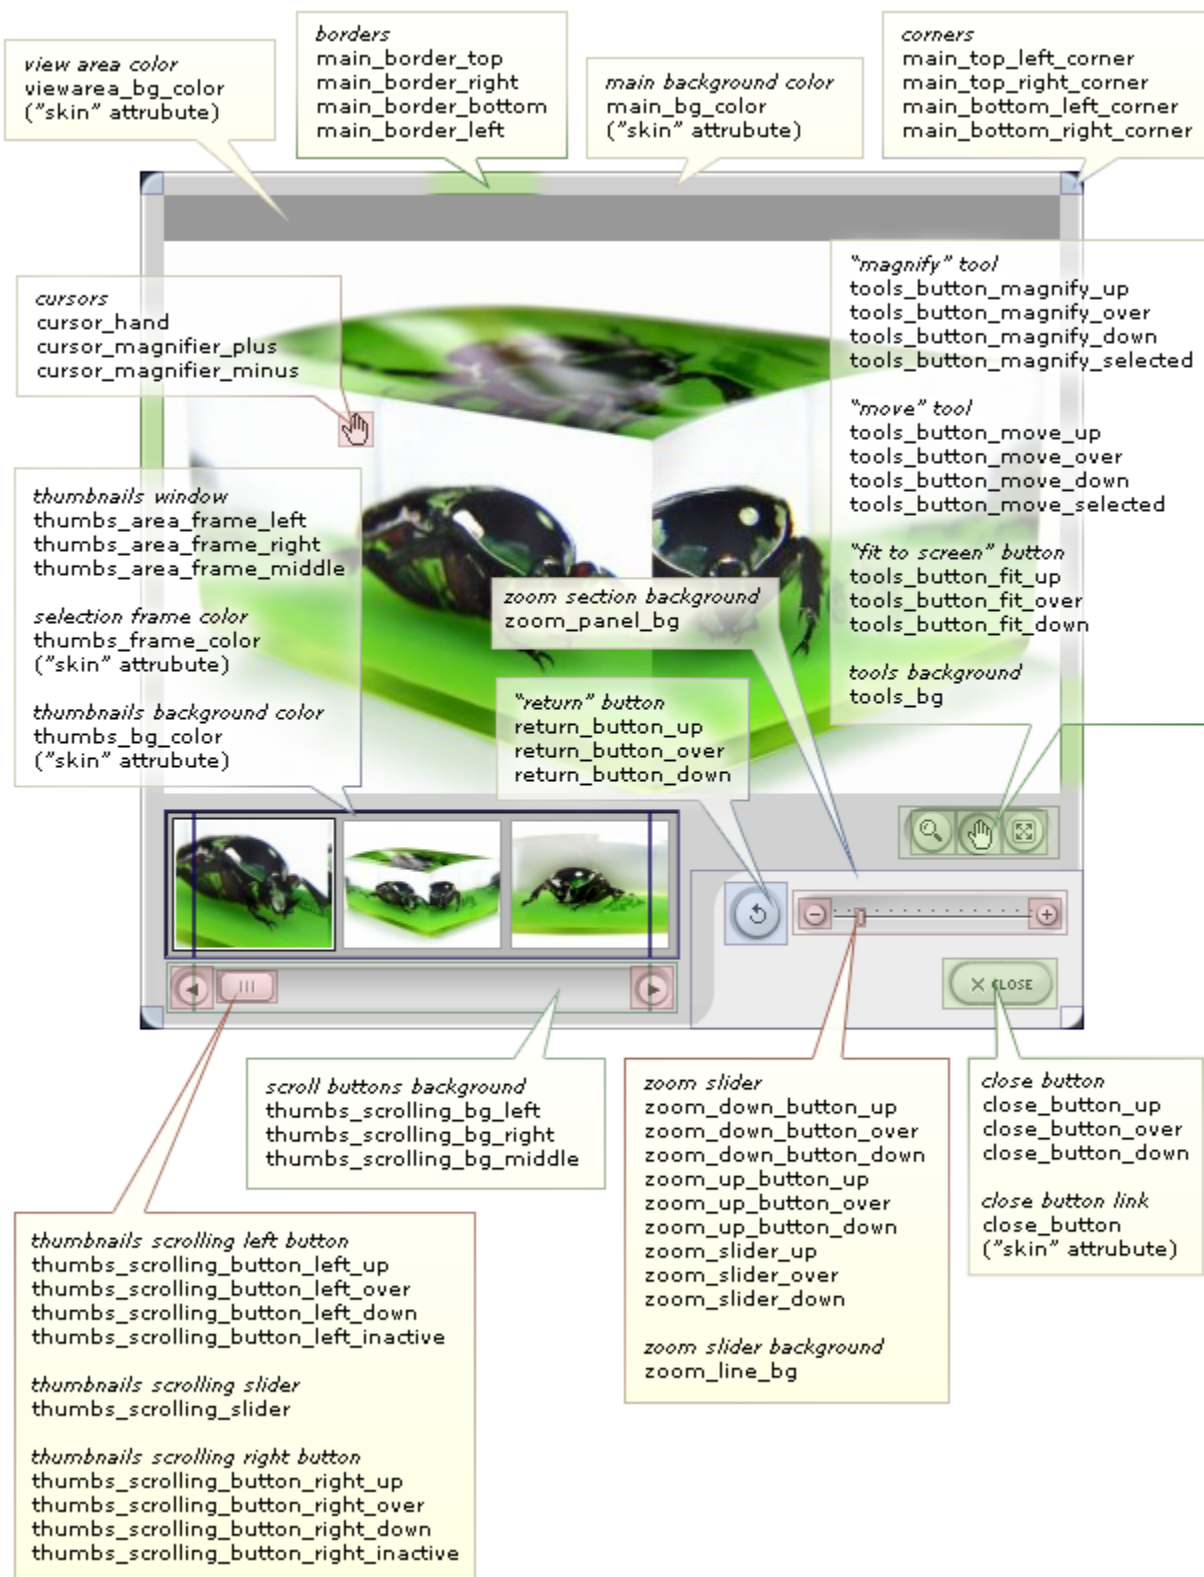 view area color
viewarea_bg_color
("skin" attrubute)
borders
main_border_top
main_border_right
main_border_bottom
main_border_left
main background color
main_bg_color
("skin" attrubute)
corners
main_top_left_corner
main_top_right_corner
main_bottom_left_corner
main_bottom_right_corner
cursors
cursor_hand
cursor_magnifier_plus
cursor_magnifier_minus
"magnify" tool
tools_button_magnify_up
tools_button_magnify_over
tools_button_magnify_down
tools_button_magnify_selected
"move" tool
tools_button_move_up
tools_button_move_over
tools_button_move_down
tools_button_move_selected
"fit to screen" button
tools_button_fit_up
tools_button_fit_over
tools_button_fit_down
tools background
tools_bg
thumbnails window
thumbs_area_frame_left
thumbs_area_frame_right
thumbs_area_frame_middle
selection frame color
thumbs_frame_color
("skin" attrubute)
thumbnails background color
thumbs_bg_color
("skin" attrubute)
zoom section background
zoom_panel_bg
"return" button
return_button_up
return_button_over
return_button_down
CLOSE
scroll buttons background
thumbs_scrolling_bg_left
thumbs_scrolling_bg_right
thumbs_scrolling_bg_middle
zoom slider
zoom_down_button_up
zoom_down_button_over
zoom_down_button_down
zoom_up_button_up
zoom_up_button_over
zoom_up_button_down
zoom_slider_up
zoom_slider_over
zoom_slider_down
zoom slider background
zoom_line_bg
close button
close_button_up
close_button_over
close_button_down
close button link
close_button
("skin" attrubute)
thumbnails scrolling left button
thumbs_scrolling_button_left_up
thumbs_scrolling_button_left_over
thumbs_scrolling_button_left_down
thumbs_scrolling_button_left_inactive
thumbnails scrolling slider
thumbs_scrolling_slider
thumbnails scrolling right button
thumbs_scrolling_button_right_up
thumbs_scrolling_button_right_over
thumbs_scrolling_button_right_down
thumbs_scrolling_button_right_inactive